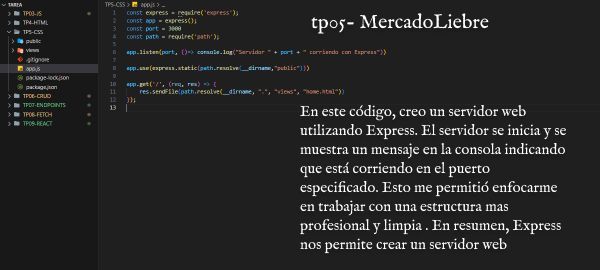 TAREA
TP03-JS
TP4-HTML
TP5-CSS
public
views
.gitignore
app.js
package-lock.json
package.json
TP06-CRUD
TP07-ENDPOINTS
TP08-FETCH
TP09-REACT
TP5-CSS > app.js > ...
1 const express = require('express');
2 const app = express();
3 const port = 3000
4 const path = require('path');
5
6 app.listen(port, ()=> console.log("Servidor " + port + " corriendo con Express"))
7
8 app.use(express.static(path.resolve(__dirname,"public")))
9
10 app.get('/', (req, res) => {
11 res.sendFile(path.resolve(__dirname, ".", "views", "home.html"))
12 });
13
tp05- MercadoLiebre
En este código, creo un servidor web
utilizando Express. El servidor se inicia y se
muestra un mensaje en la consola indicando
que está corriendo en el puerto
especificado. Esto me permitió enfocarme
en trabajar con una estructura mas
profesional y limpia . En resumen, Express
nos permite crear un servidor web